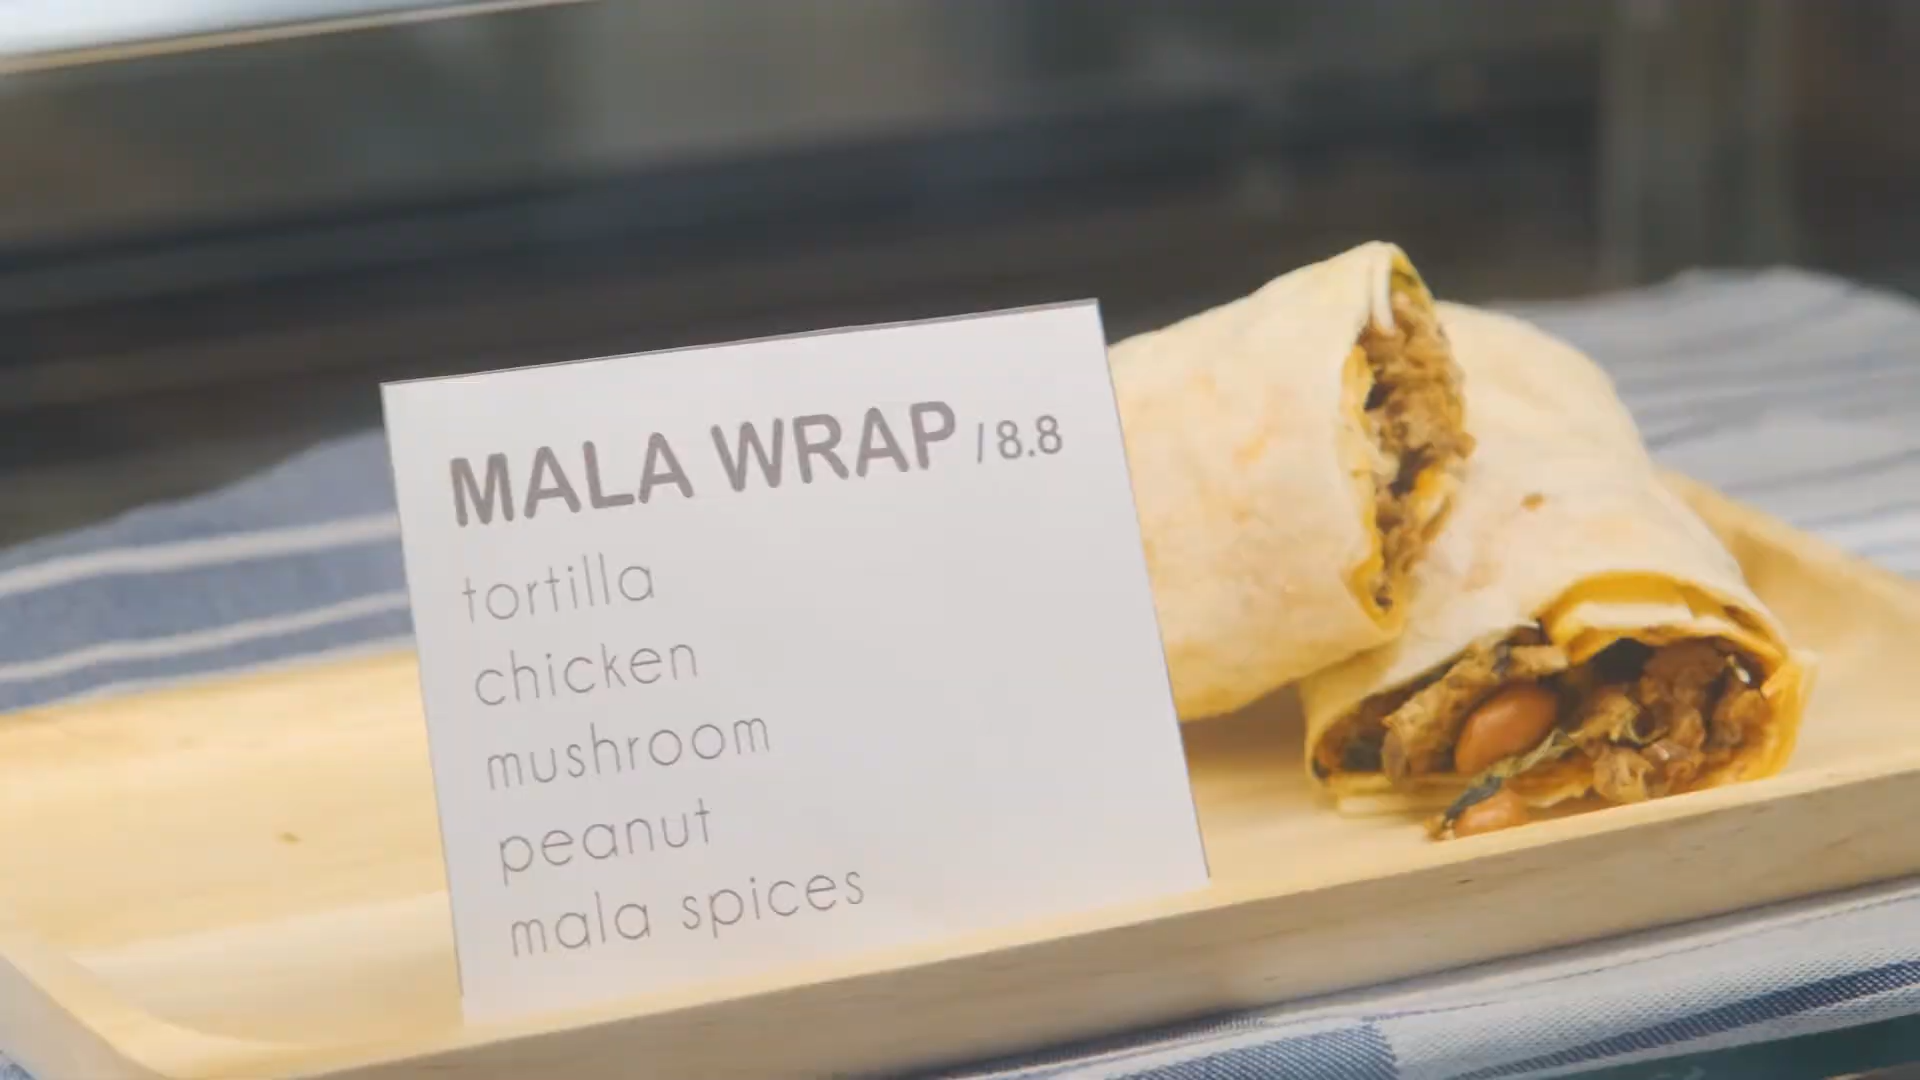 MALA WRAP / 8.8
tortilla
chicken
mushroom
peanut
mala spices